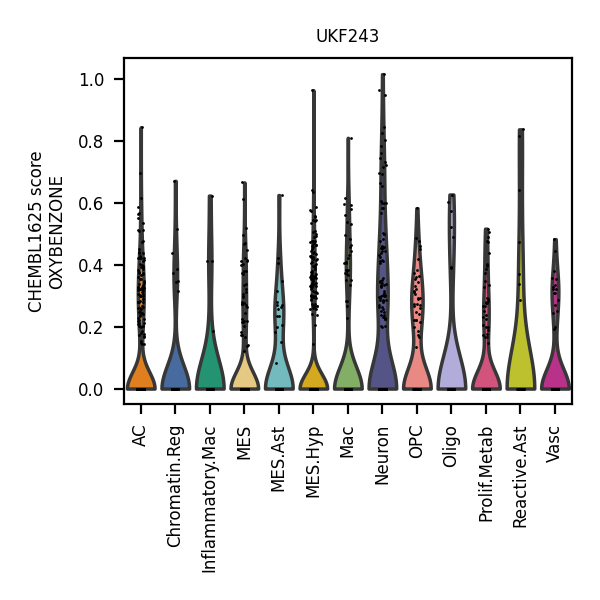 UKF243
CHEMBL1625 score
OXYBENZONE
1.0
0.8
0.6
0.4
0.2
0.0
AC
Chromatin.Reg
Inflammatory.Mac
MES
MES.Ast
MES.Hyp
Mac
Neuron
OPC
Oligo
Prolif.Metab
Reactive.Ast
Vasc